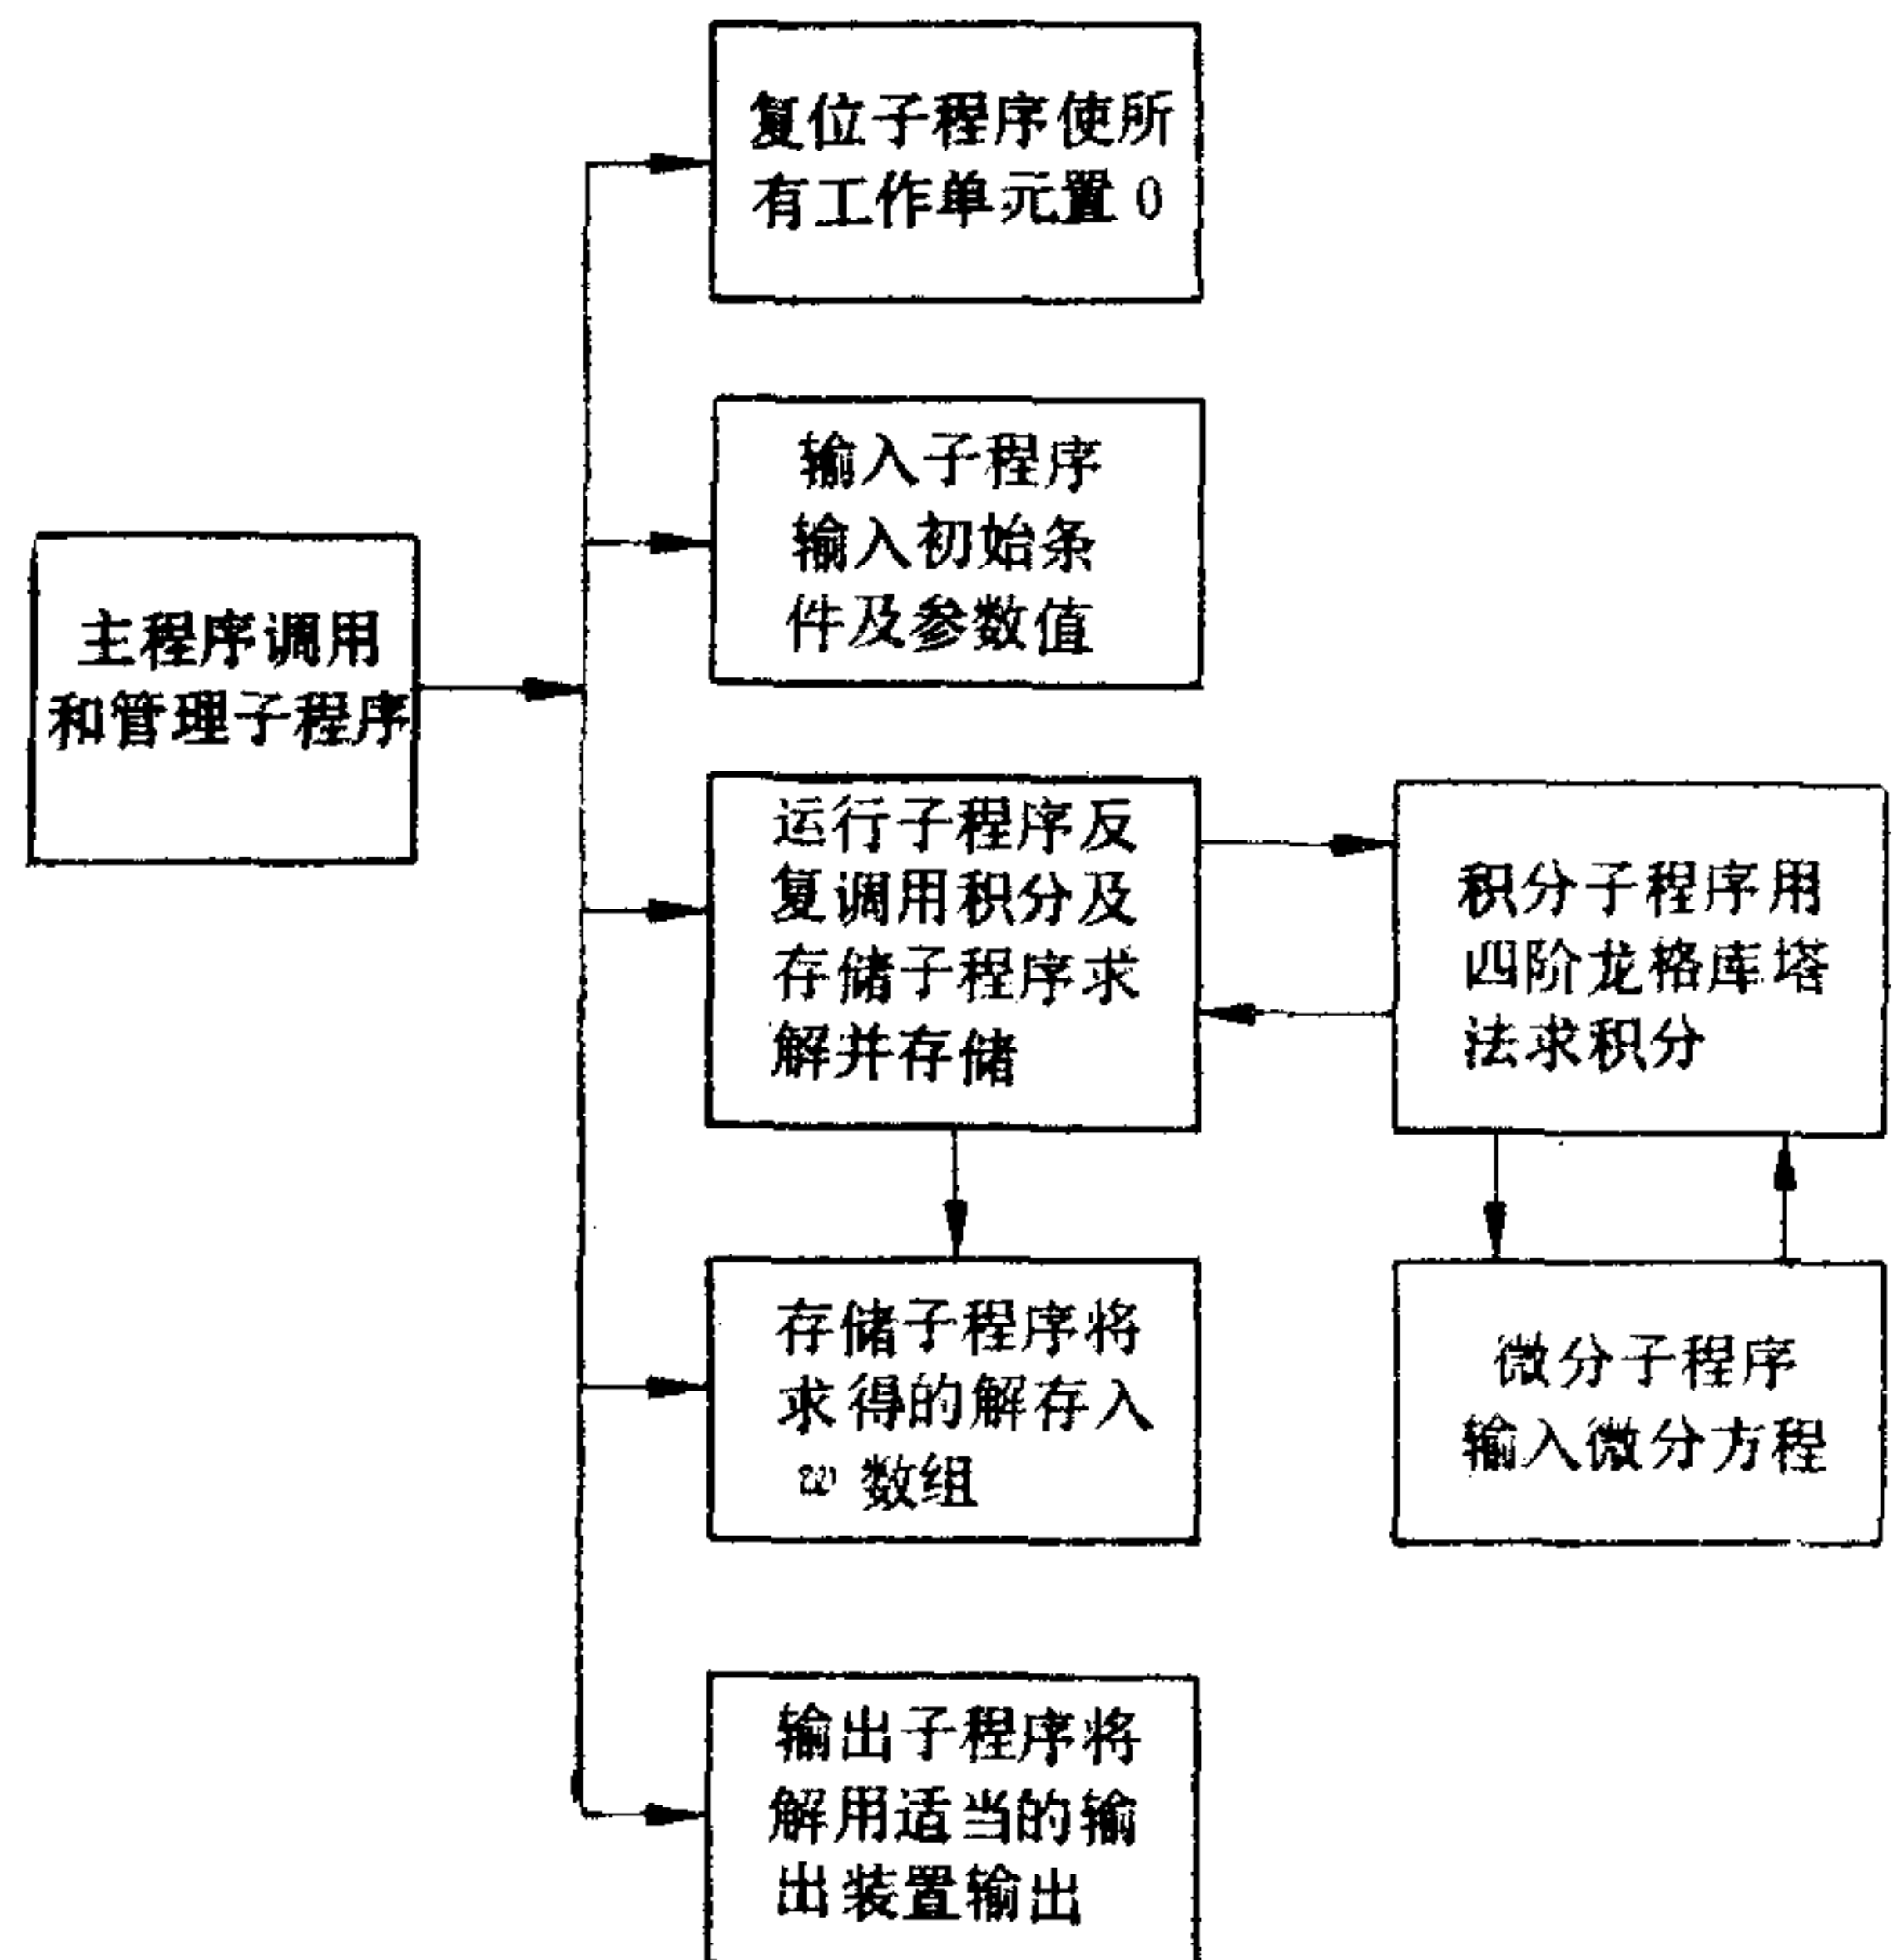 复位子程序使所
有工作单元置 0
输入子程序
输入初始条
件及参数值
主程序调用
和管理子程序
运行子程序反
复调用积分及
存储子程序求
解并存储
积分子程序用
四阶龙格库塔
法求积分
存储子程序将
求得的解存入
数组
微分子程序
输入微分方程
输出子程序将
解用适当的输
出装置输出